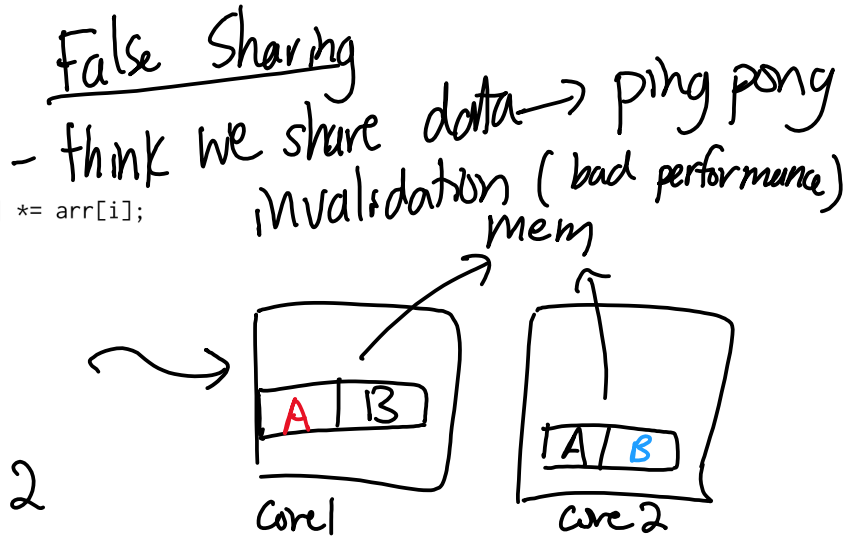 False Sharing
- think we share data → ping pong
invalidation (bad performance)
*= arr[i];
mem
A B
A B
2
core1
core 2